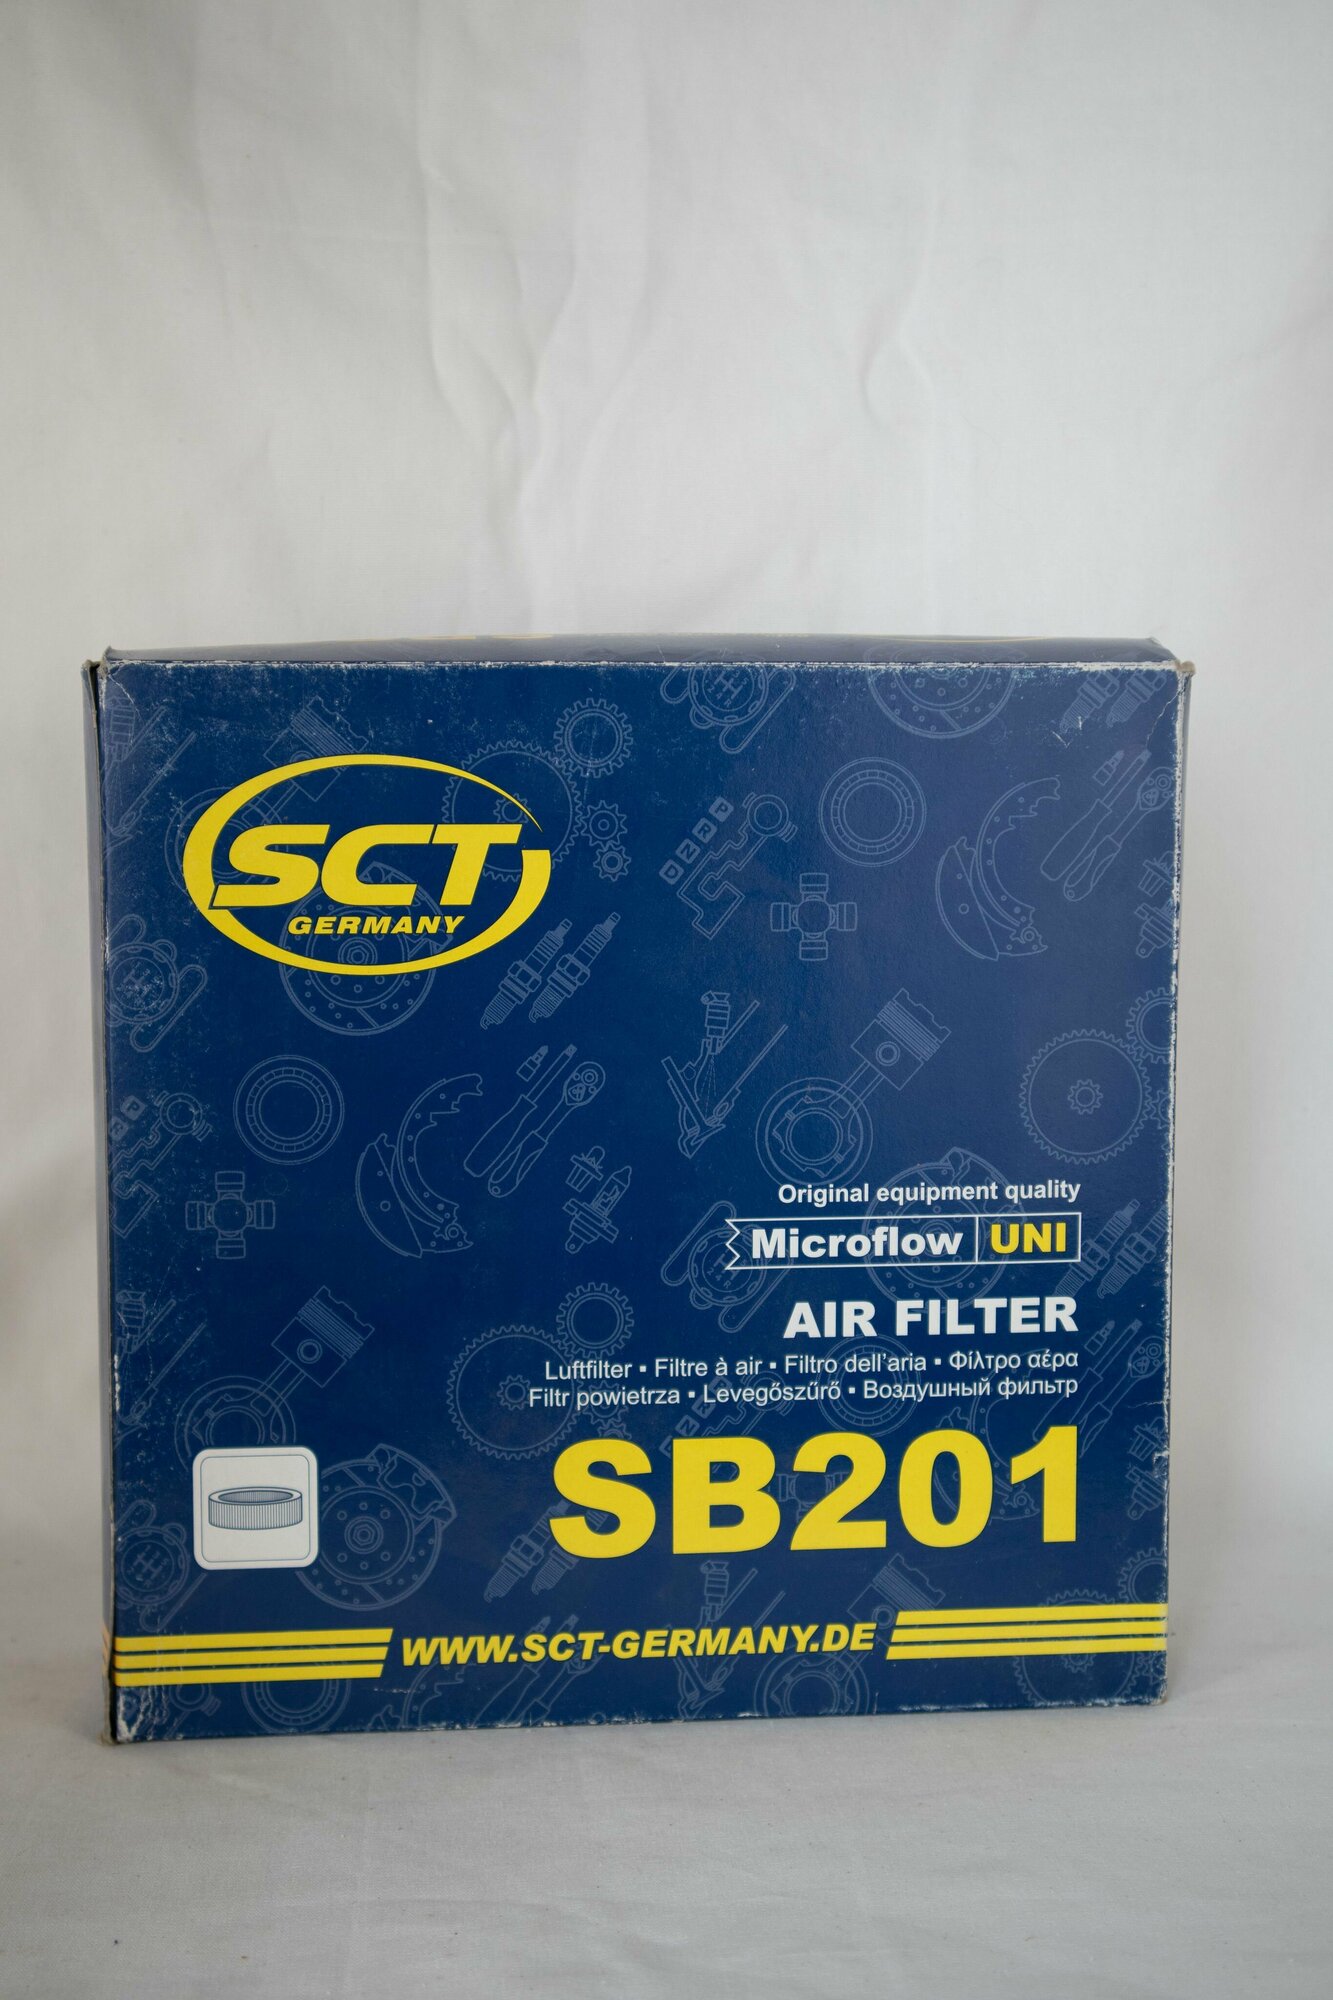 SCT
GERMANY
Original equipment quality
Microflow UNI
AIR FILTER
Luftfilter ▪ Filtre à air ▪ Filtro dell'aria ▪ Φίλτρο αέρα
Filtr powietrza ▪ Levegőszűrő ▪ Воздушный фильтр
SB201
WWW.SCT-GERMANY.DE